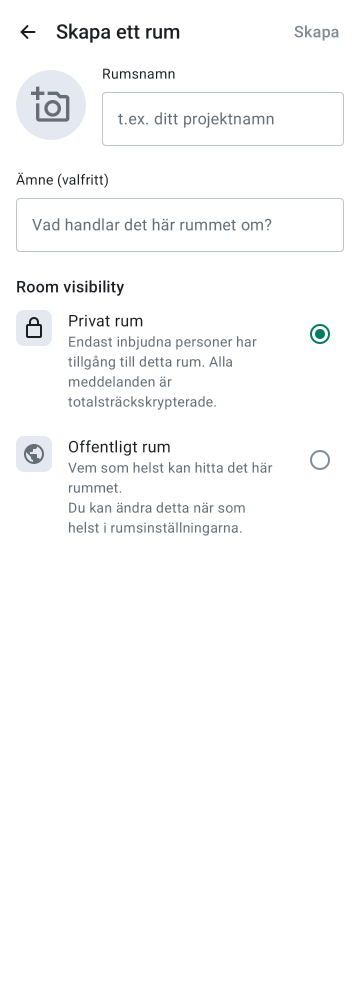 Skapa ett rum
Skapa
Rumsnamn
t.ex. ditt projektnamn
Ämne (valfritt)
Vad handlar det här rummet om?
Room visibility
Privat rum
Endast inbjudna personer har
tillgång till detta rum. Alla
meddelanden är
totalsträckskrypterade.
Offentligt rum
Vem som helst kan hitta det här
rummet.
Du kan ändra detta när som
helst i rumsinställningarna.